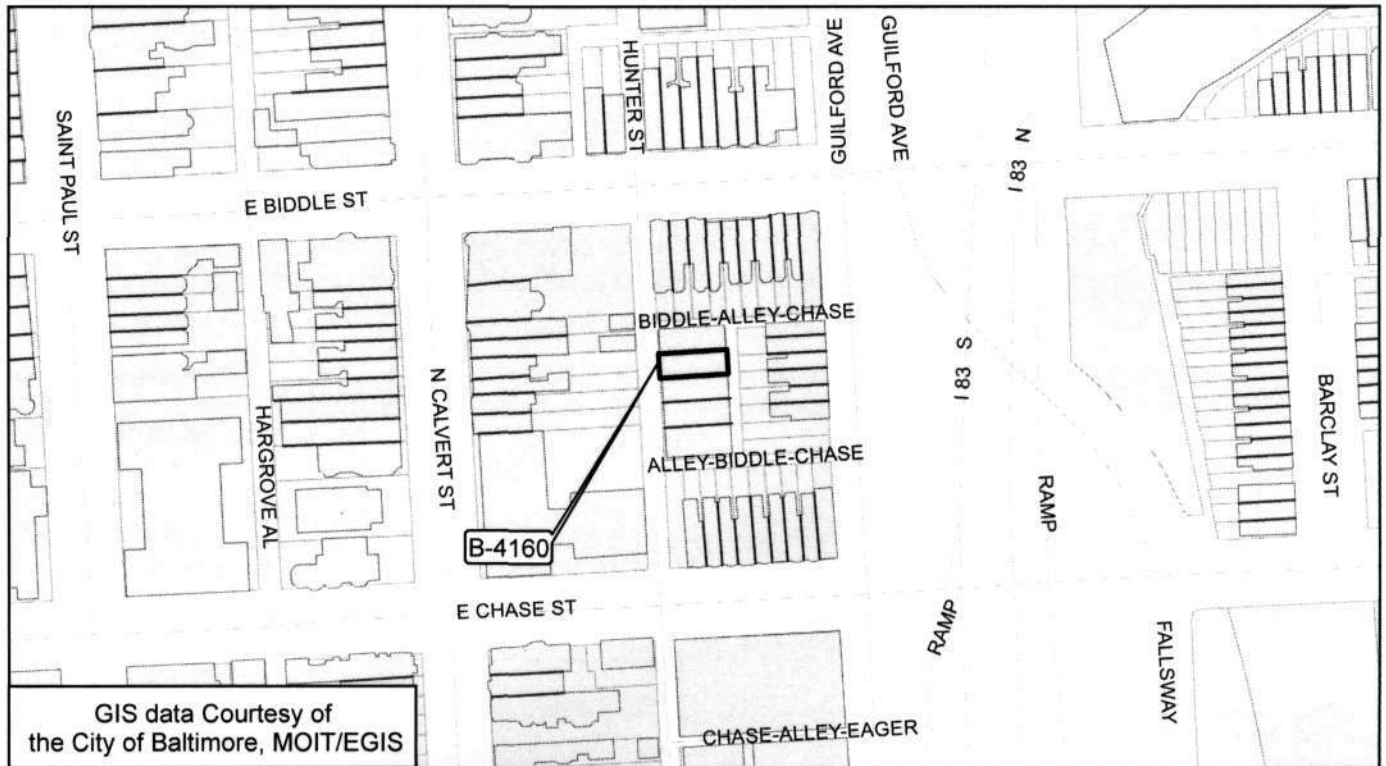 SAINT PAUL ST
E BIDDLE ST
HUNTER ST
GUILFORD AVE
GUILFORD AVE
I 83 N
HARGROVE AL
N CALVERT ST
BIDDLE-ALLEY-CHASE
ALLEY-BIDDLE-CHASE
I 83 S
RAMP
BARCLAY ST
B-4160
E CHASE ST
RAMP
FALLSWAY
CHASE-ALLEY-EAGER
GIS data Courtesy of
the City of Baltimore, MOIT/EGIS